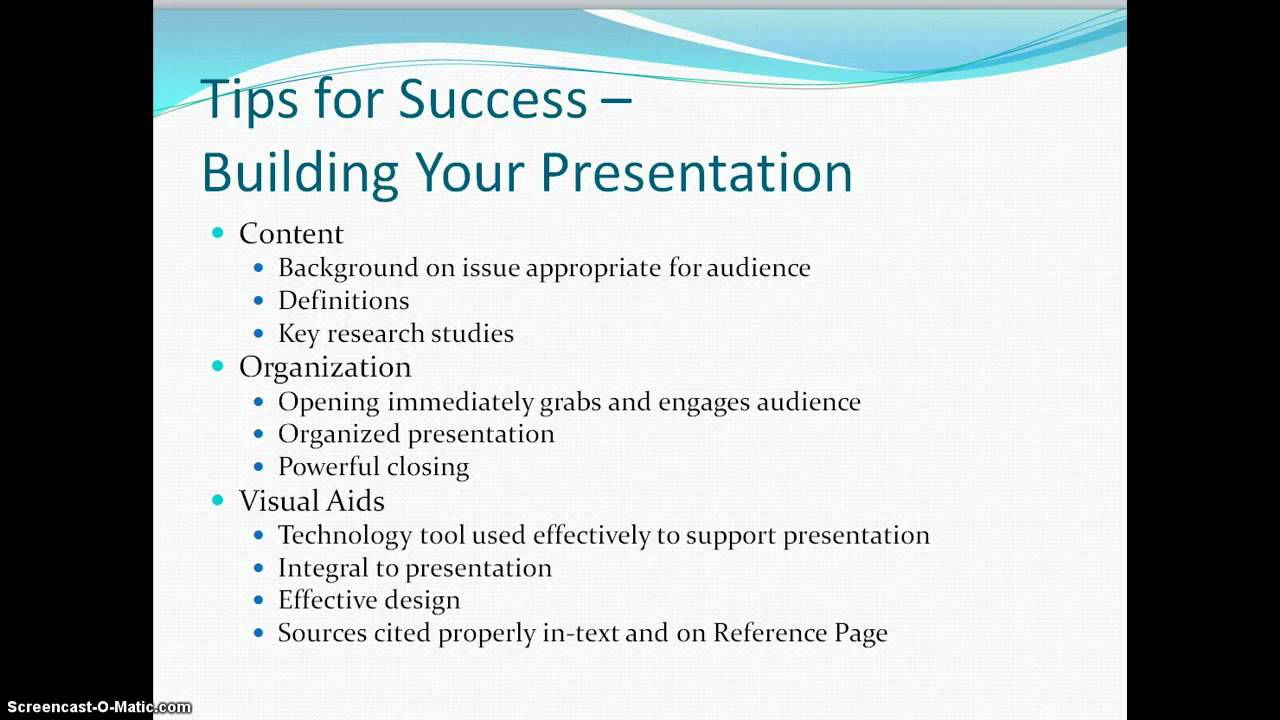 Tips for Success –
Building Your Presentation
Content
Background on issue appropriate for audience
Definitions
Key research studies
Organization
Opening immediately grabs and engages audience
Organized presentation
Powerful closing
Visual Aids
Technology tool used effectively to support presentation
Integral to presentation
Effective design
Sources cited properly in-text and on Reference Page
Screencast-O-Matic.com